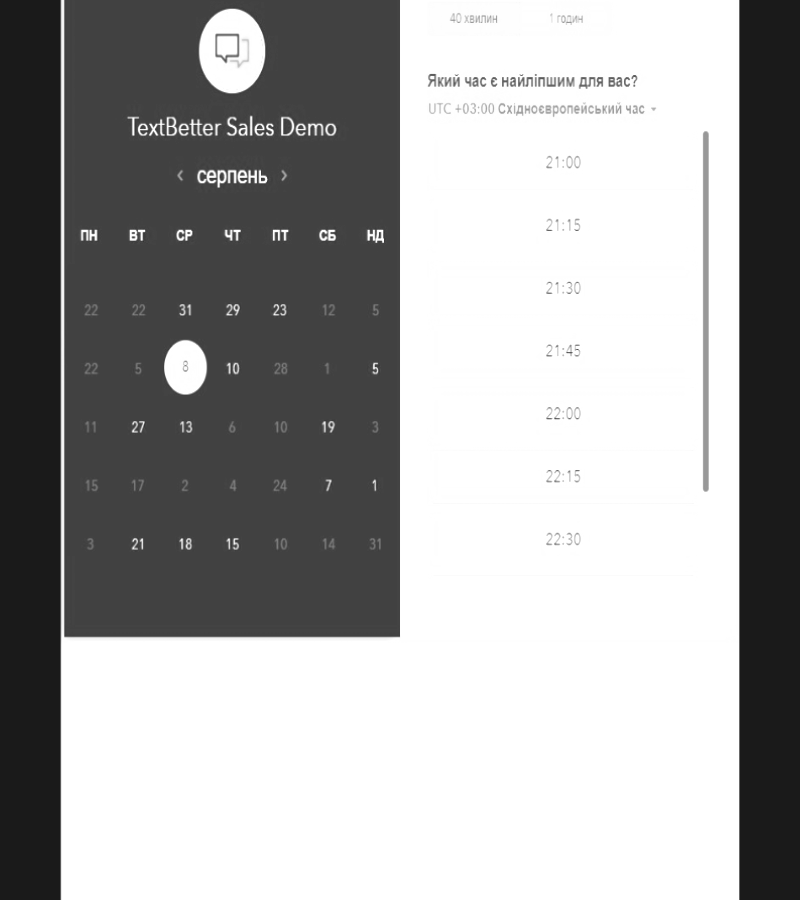 40 хвилин 1 годин
TextBetter Sales Demo
‹ серпень ›
ПН ВТ СР ЧТ ПТ СБ НД
22 22 31 29 23 12 5
22 5 8 10 28 1 5
11 27 13 6 10 19 3
15 17 2 4 24 7 1
3 21 18 15 10 14 31
Який час є найліпшим для вас?
UTC +03:00 Східноєвропейський час
21:00
21:15
21:30
21:45
22:00
22:15
22:30